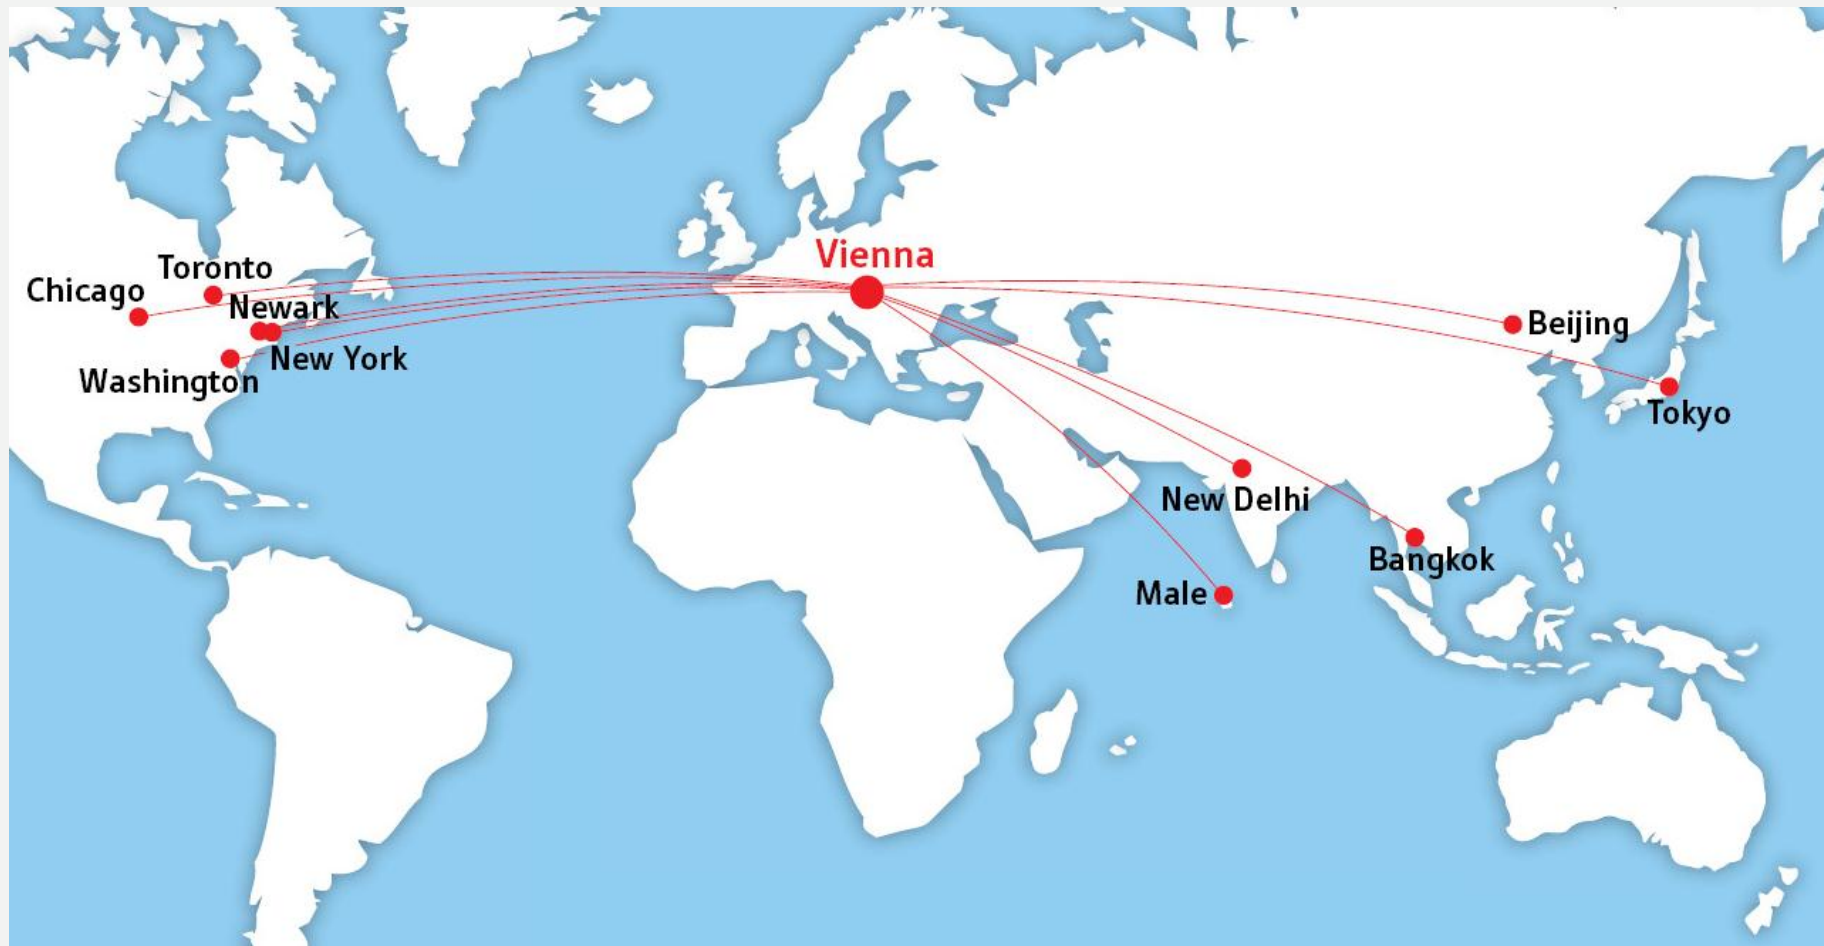 Vienna
Toronto
Chicago
Newark
New York
Washington
Beijing
Tokyo
New Delhi
Bangkok
Male